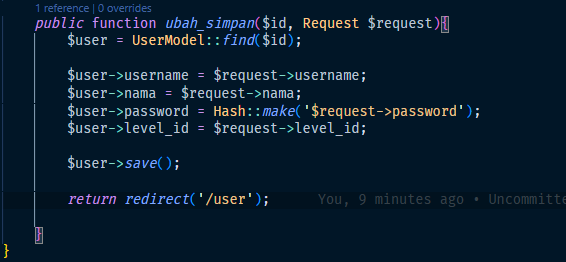 1 reference | 0 overrides
public function ubah_simpan($id, Request $request){
$user = UserModel::find($id);
$user->username = $request->username;
$user->nama = $request->nama;
$user->password = Hash::make('$request->password');
$user->level_id = $request->level_id;
$user->save();
return redirect('/user'); You, 9 minutes ago • Uncommitte
}
}